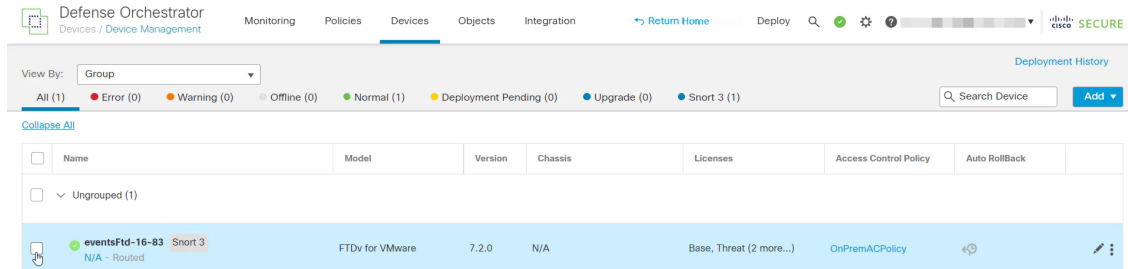 Defense Orchestrator
Devices / Device Management
Monitoring Policies Devices Objects Integration Return Home Deploy
cisco SECURE
Deployment History
View By: Group
All (1) Error (0) Warning (0) Offline (0) Normal (1) Deployment Pending (0) Upgrade (0) Snort 3 (1) Search Device Add
Collapse All
Name Model Version Chassis Licenses Access Control Policy Auto RollBack
Ungrouped (1)
eventsFtd-16-83 Snort 3
N/A - Routed
FTDv for VMware 7.2.0 N/A Base, Threat (2 more...) OnPremACPolicy